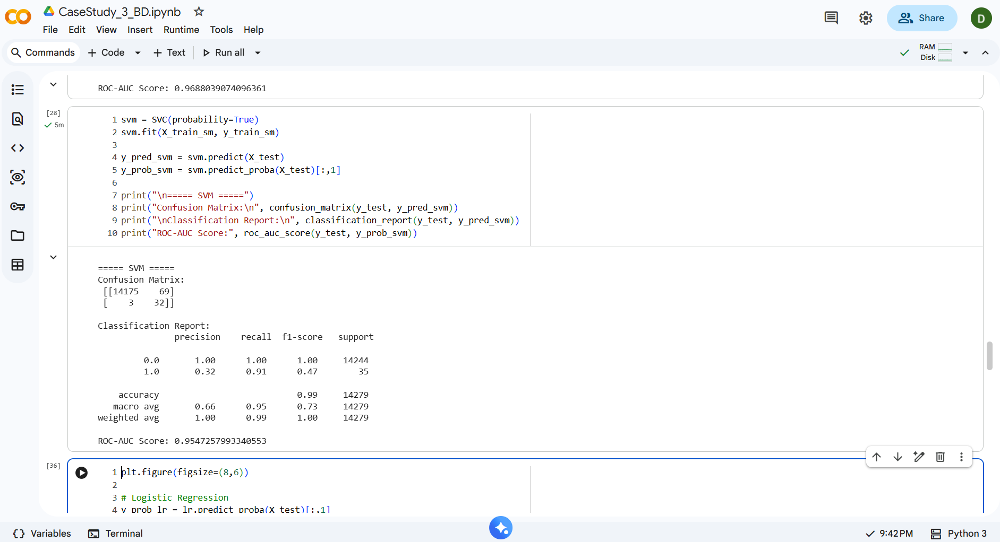 CaseStudy_3_BD.ipynb
File Edit View Insert Runtime Tools Help
Share
D
Commands + Code + Text Run all
RAM
Disk
ROC-AUC Score: 0.9688039074096361
[28]
5m
1 svm = SVC(probability=True)
2 svm.fit(X_train_sm, y_train_sm)
3
4 y_pred_svm = svm.predict(X_test)
5 y_prob_svm = svm.predict_proba(X_test)[:,1]
6
7 print("\n===== SVM =====")
8 print("Confusion Matrix:\n", confusion_matrix(y_test, y_pred_svm))
9 print("\nClassification Report:\n", classification_report(y_test, y_pred_svm))
10 print("ROC-AUC Score:", roc_auc_score(y_test, y_prob_svm))
===== SVM =====
Confusion Matrix:
[[14175    69]
[    3    32]]
Classification Report:
precision    recall  f1-score   support
0.0       1.00      1.00      1.00     14244
1.0       0.32      0.91      0.47        35
accuracy                           0.99     14279
macro avg       0.66      0.95      0.73     14279
weighted avg       1.00      0.99      1.00     14279
ROC-AUC Score: 0.9547257993340553
[36]
1 plt.figure(figsize=(8,6))
2
3 # Logistic Regression
4 y_prob_lr = lr.predict_proba(X_test)[:,1]
{} Variables Terminal
9:42 PM Python 3